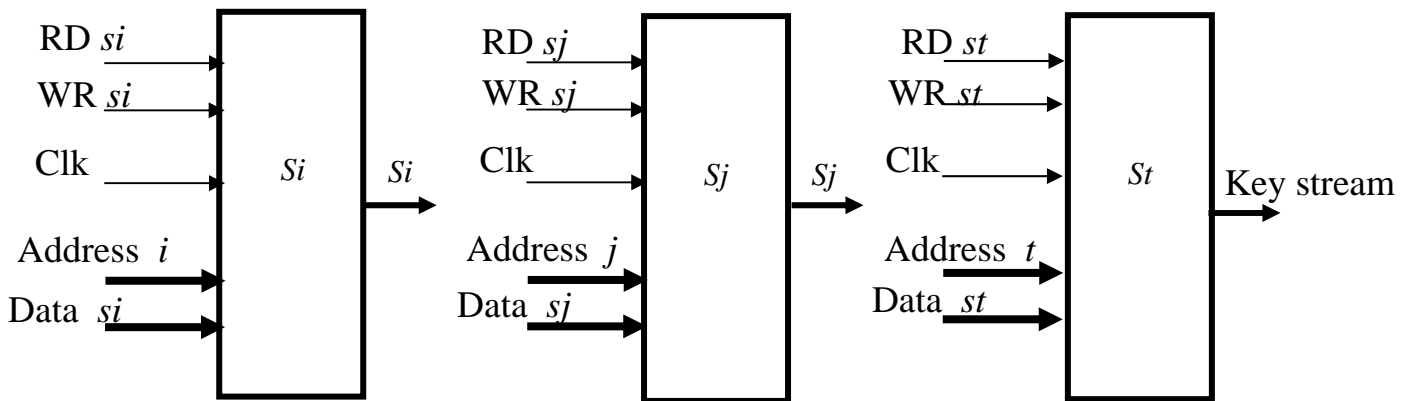 RD si
WR si
Clk
Address i
Data si
Si
Si
RD sj
WR sj
Clk
Address j
Data sj
Sj
Sj
RD st
WR st
Clk
Address t
Data st
St
Key stream